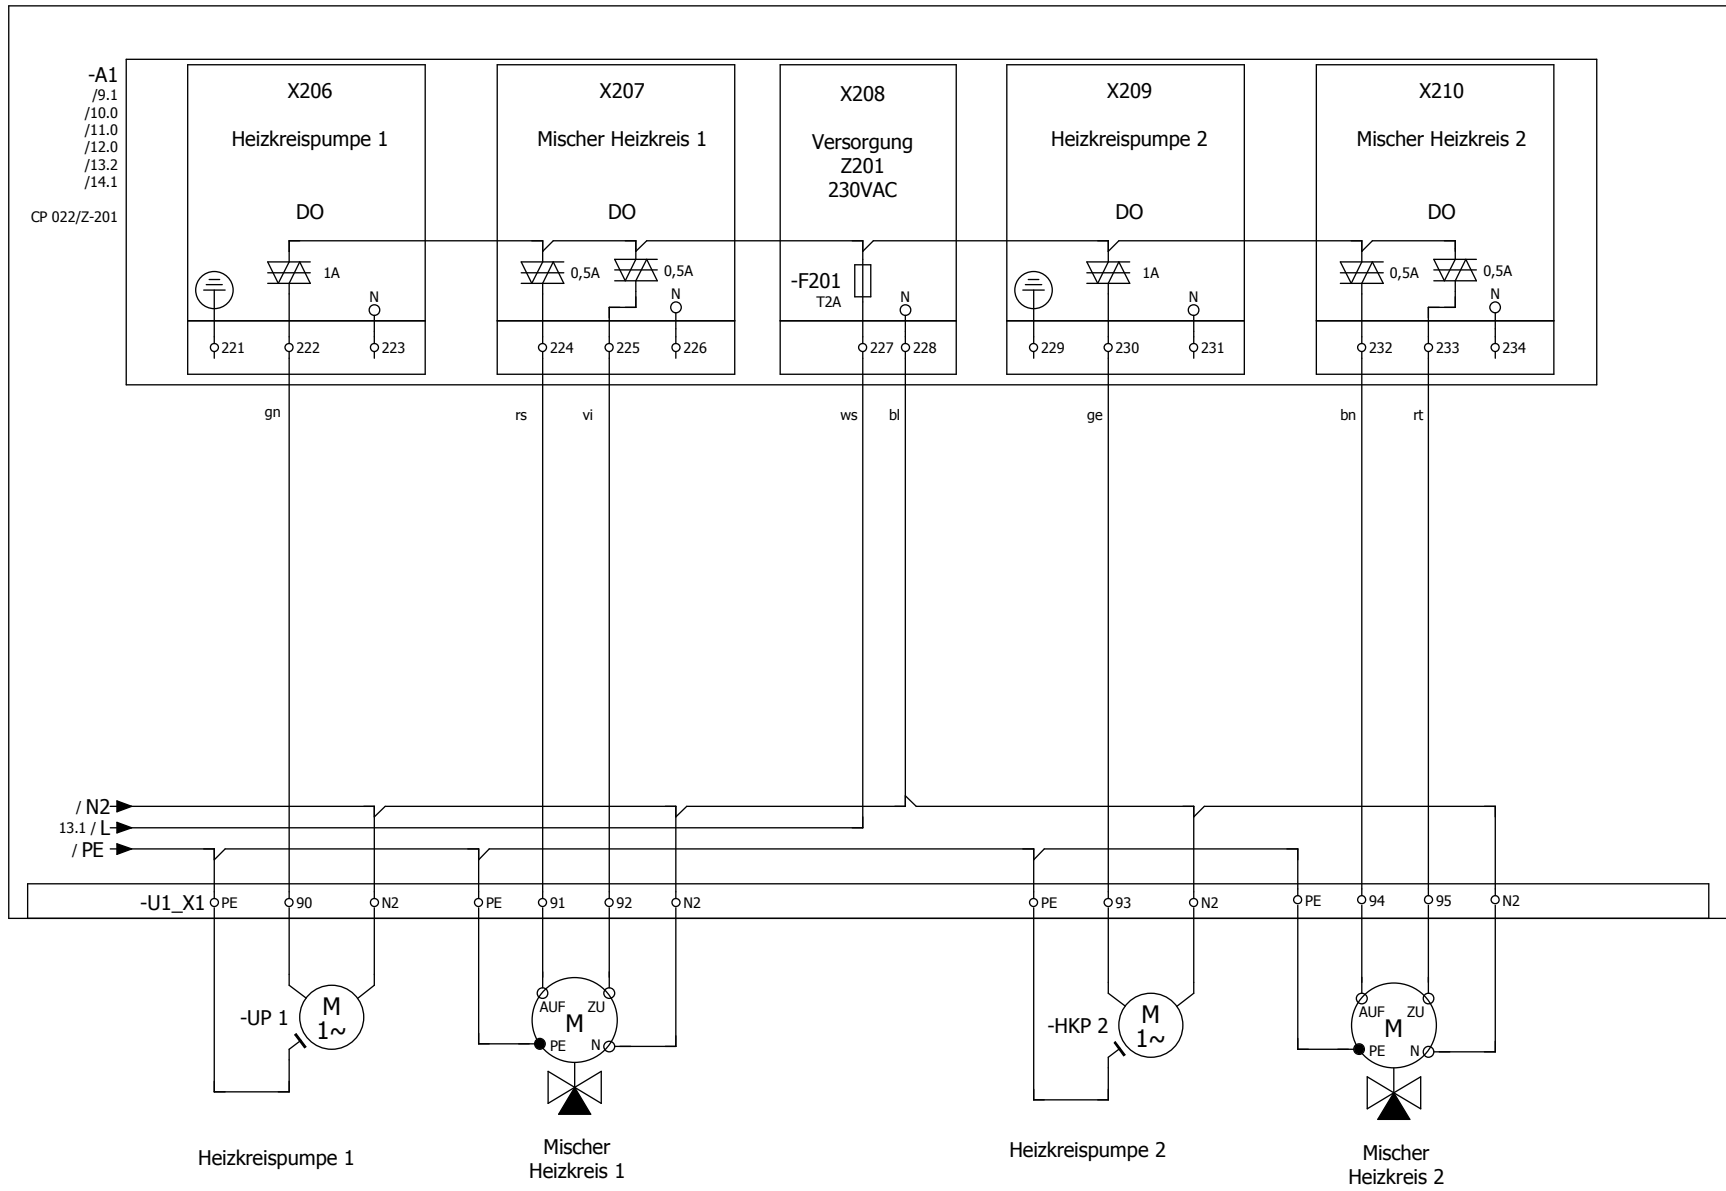 -A1
/9.1
/10.0
/11.0
/12.0
/13.2
/14.1
CP 022/Z-201
X206
Heizkreispumpe 1
DO
1A
N
221
222
223
X207
Mischer Heizkreis 1
DO
0,5A
0,5A
N
224
225
226
X208
Versorgung
Z201
230VAC
-F201
T2A
N
227
228
X209
Heizkreispumpe 2
DO
1A
N
229
230
231
X210
Mischer Heizkreis 2
DO
0,5A
0,5A
N
232
233
234
gn
rs
vi
ws
bl
ge
bn
rt
/ N2
13.1 / L
/ PE
-U1_X1
PE
90
N2
PE
91
92
N2
PE
93
N2
PE
94
95
N2
-UP 1
M
1~
AUF
ZU
M
PE
N
-HKP 2
M
1~
AUF
ZU
M
PE
N
Heizkreispumpe 1
Mischer
Heizkreis 1
Heizkreispumpe 2
Mischer
Heizkreis 2